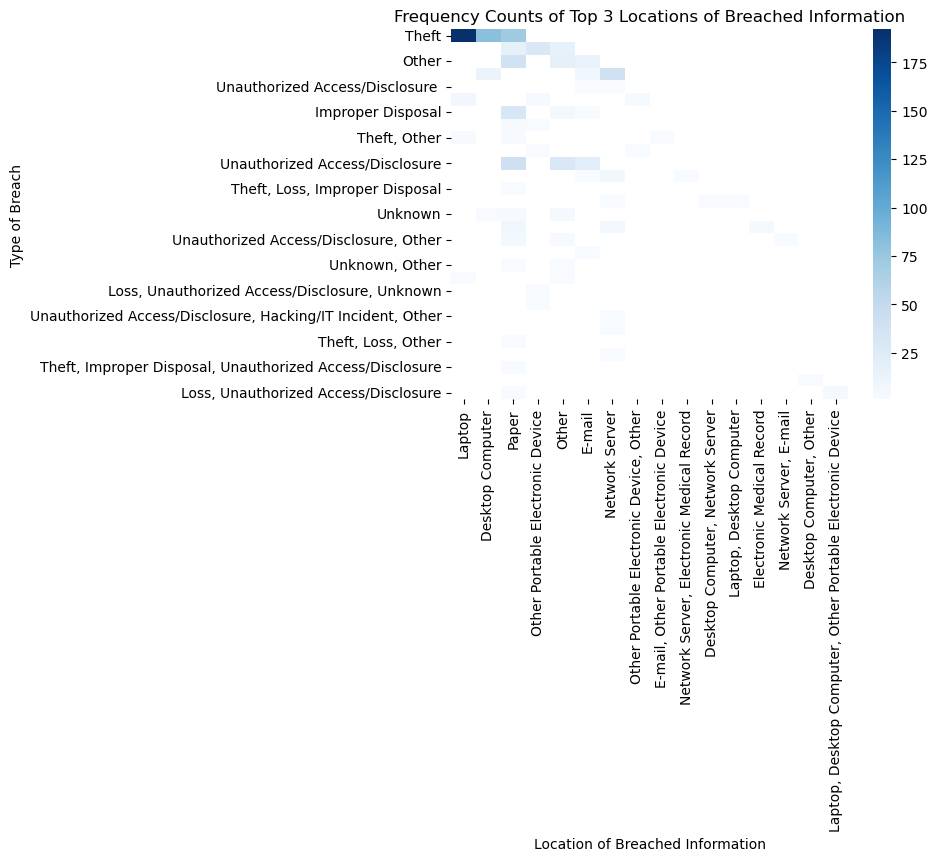 Frequency Counts of Top 3 Locations of Breached Information
Theft
Other
Unauthorized Access/Disclosure
Improper Disposal
Theft, Other
Unauthorized Access/Disclosure
Theft, Loss, Improper Disposal
Unknown
Unauthorized Access/Disclosure, Other
Unknown, Other
Loss, Unauthorized Access/Disclosure, Unknown
Unauthorized Access/Disclosure, Hacking/IT Incident, Other
Theft, Loss, Other
Theft, Improper Disposal, Unauthorized Access/Disclosure
Loss, Unauthorized Access/Disclosure
Type of Breach
Laptop
Desktop Computer
Paper
Other Portable Electronic Device
Other
E-mail
Network Server
Other Portable Electronic Device, Other
E-mail, Other Portable Electronic Device
Network Server, Electronic Medical Record
Desktop Computer, Network Server
Laptop, Desktop Computer
Electronic Medical Record
Network Server, E-mail
Desktop Computer, Other
Laptop, Desktop Computer, Other Portable Electronic Device
Location of Breached Information
175
150
125
100
75
50
25